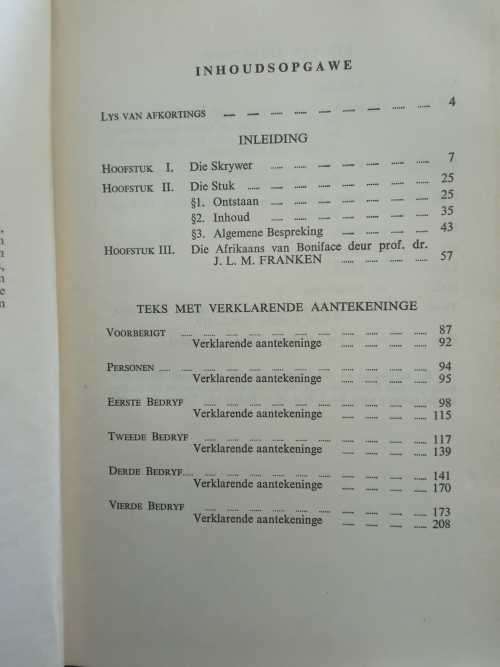 INHOUDSOPGAWE
LYS VAN AFKORTINGS 4
INLEIDING
HOOFSTUK I. Die Skrywer 7
HOOFSTUK II. Die Stuk 25
§1. Ontstaan 25
§2. Inhoud 35
§3. Algemene Bespreking 43
HOOFSTUK III. Die Afrikaans van Boniface deur prof. dr.
J. L. M. FRANKEN 57
TEKS MET VERKLARENDE AANTEKENINGE
VOORBERIGT 87
Verklarende aantekeninge 92
PERSONEN 94
Verklarende aantekeninge 95
EERSTE BEDRYF 98
Verklarende aantekeninge 115
TWEEDE BEDRYF 117
Verklarende aantekeninge 139
DERDE BEDRYF 141
Verklarende aantekeninge 170
VIERDE BEDRYF 173
Verklarende aantekeninge 208